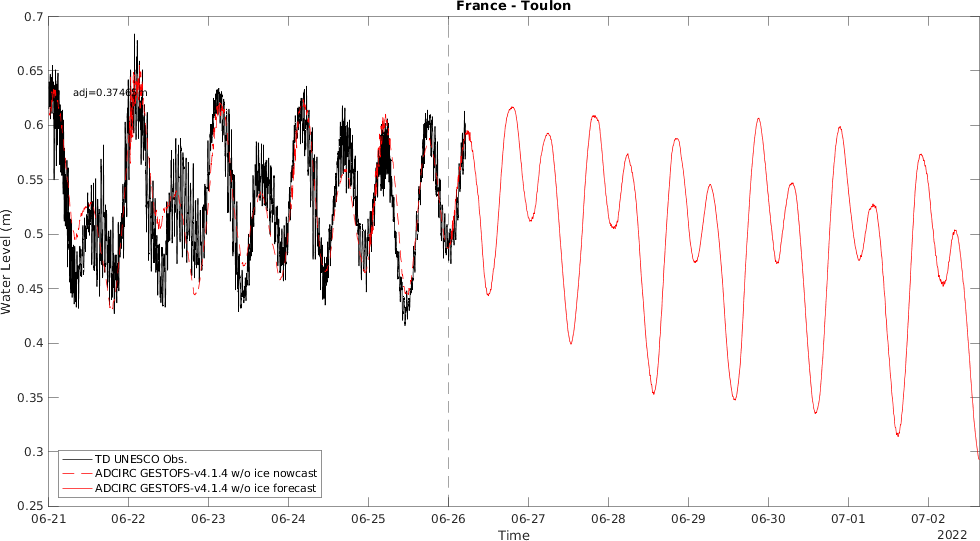 France - Toulon
0.7
0.65
0.6
0.55
0.5
0.45
0.4
0.35
0.3
0.25
Water Level (m)
TD UNESCO Obs.
ADCIRC GESTOFS-v4.1.4 w/o ice nowcast
ADCIRC GESTOFS-v4.1.4 w/o ice forecast
06-21 06-22 06-23 06-24 06-25 06-26 06-27 06-28 06-29 06-30 07-01 07-02
Time
2022